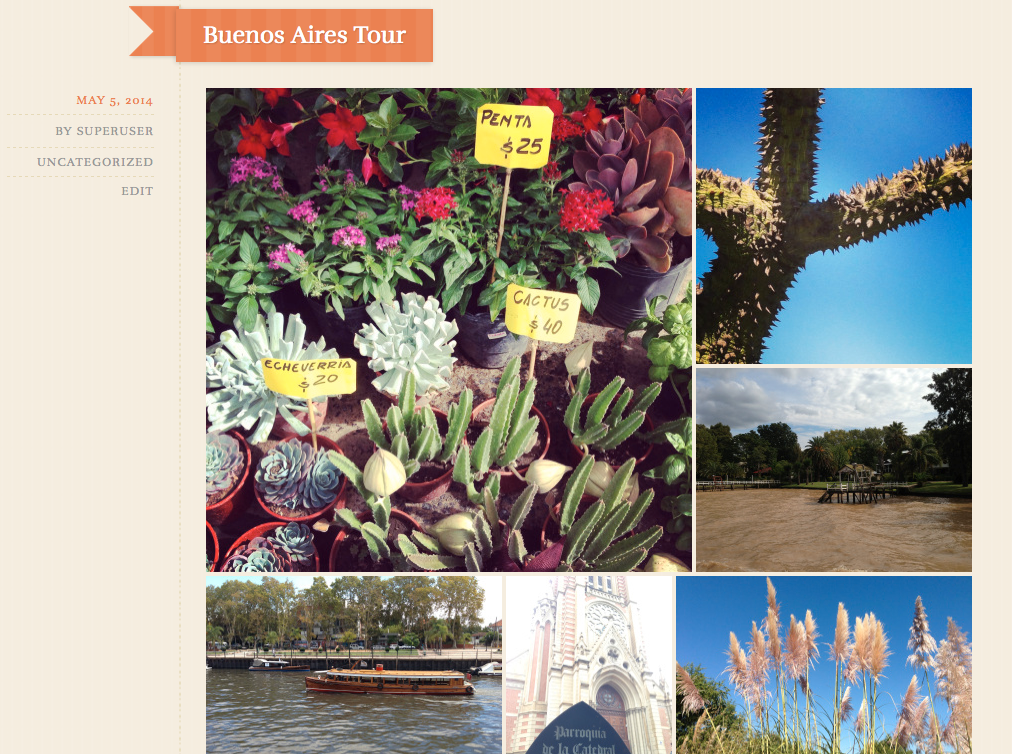 Buenos Aires Tour
MAY 5, 2014
BY SUPERUSER
UNCATEGORIZED
EDIT
PENTA
$25
CACTUS
$40
ECHEVERRIA
$20
Parroquia
de la Catedral